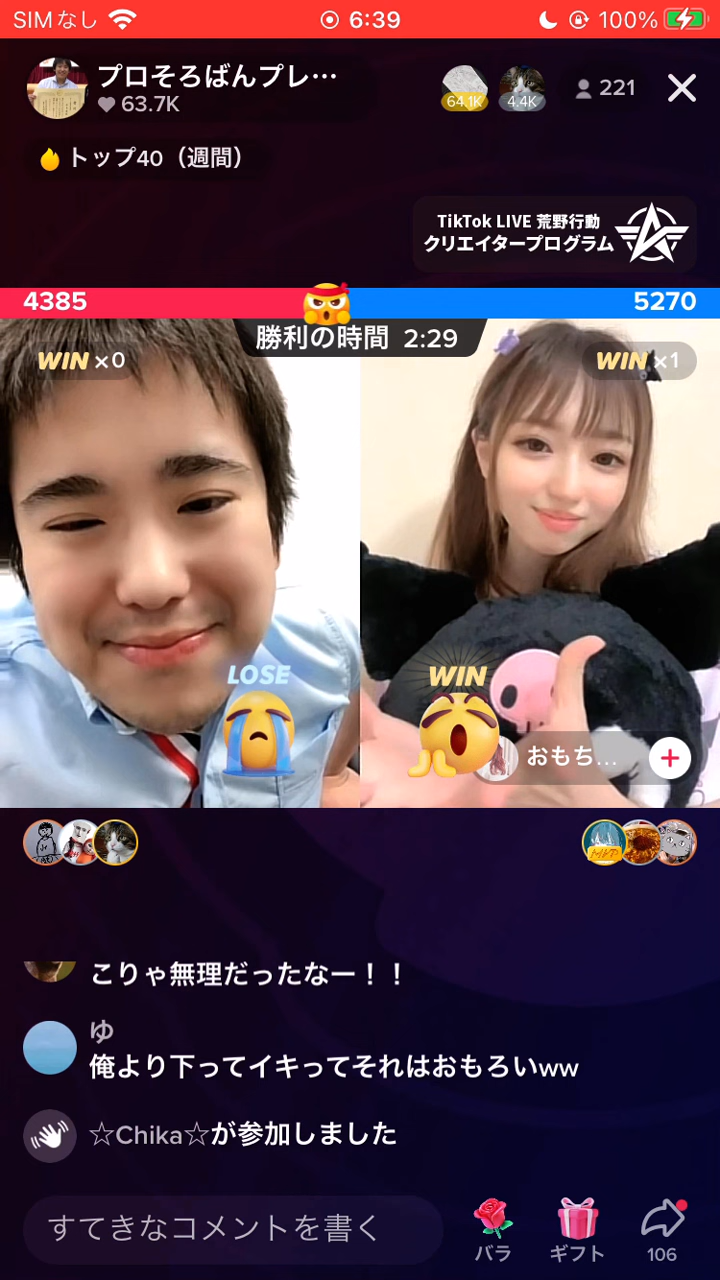 SIMなし
6:39
100%
プロそろばんプレ…
63.7K
64.1K
4.4K
221
トップ40（週間）
TikTok LIVE 荒野行動
クリエイタープログラム
4385
5270
勝利の時間 2:29
WIN ×0
WIN ×1
LOSE
WIN
おもち…
こりゃ無理だったなー！！
ゆ
俺より下ってイキってそれはおもろいww
☆Chika☆が参加しました
すてきなコメントを書く
バラ
ギフト
106